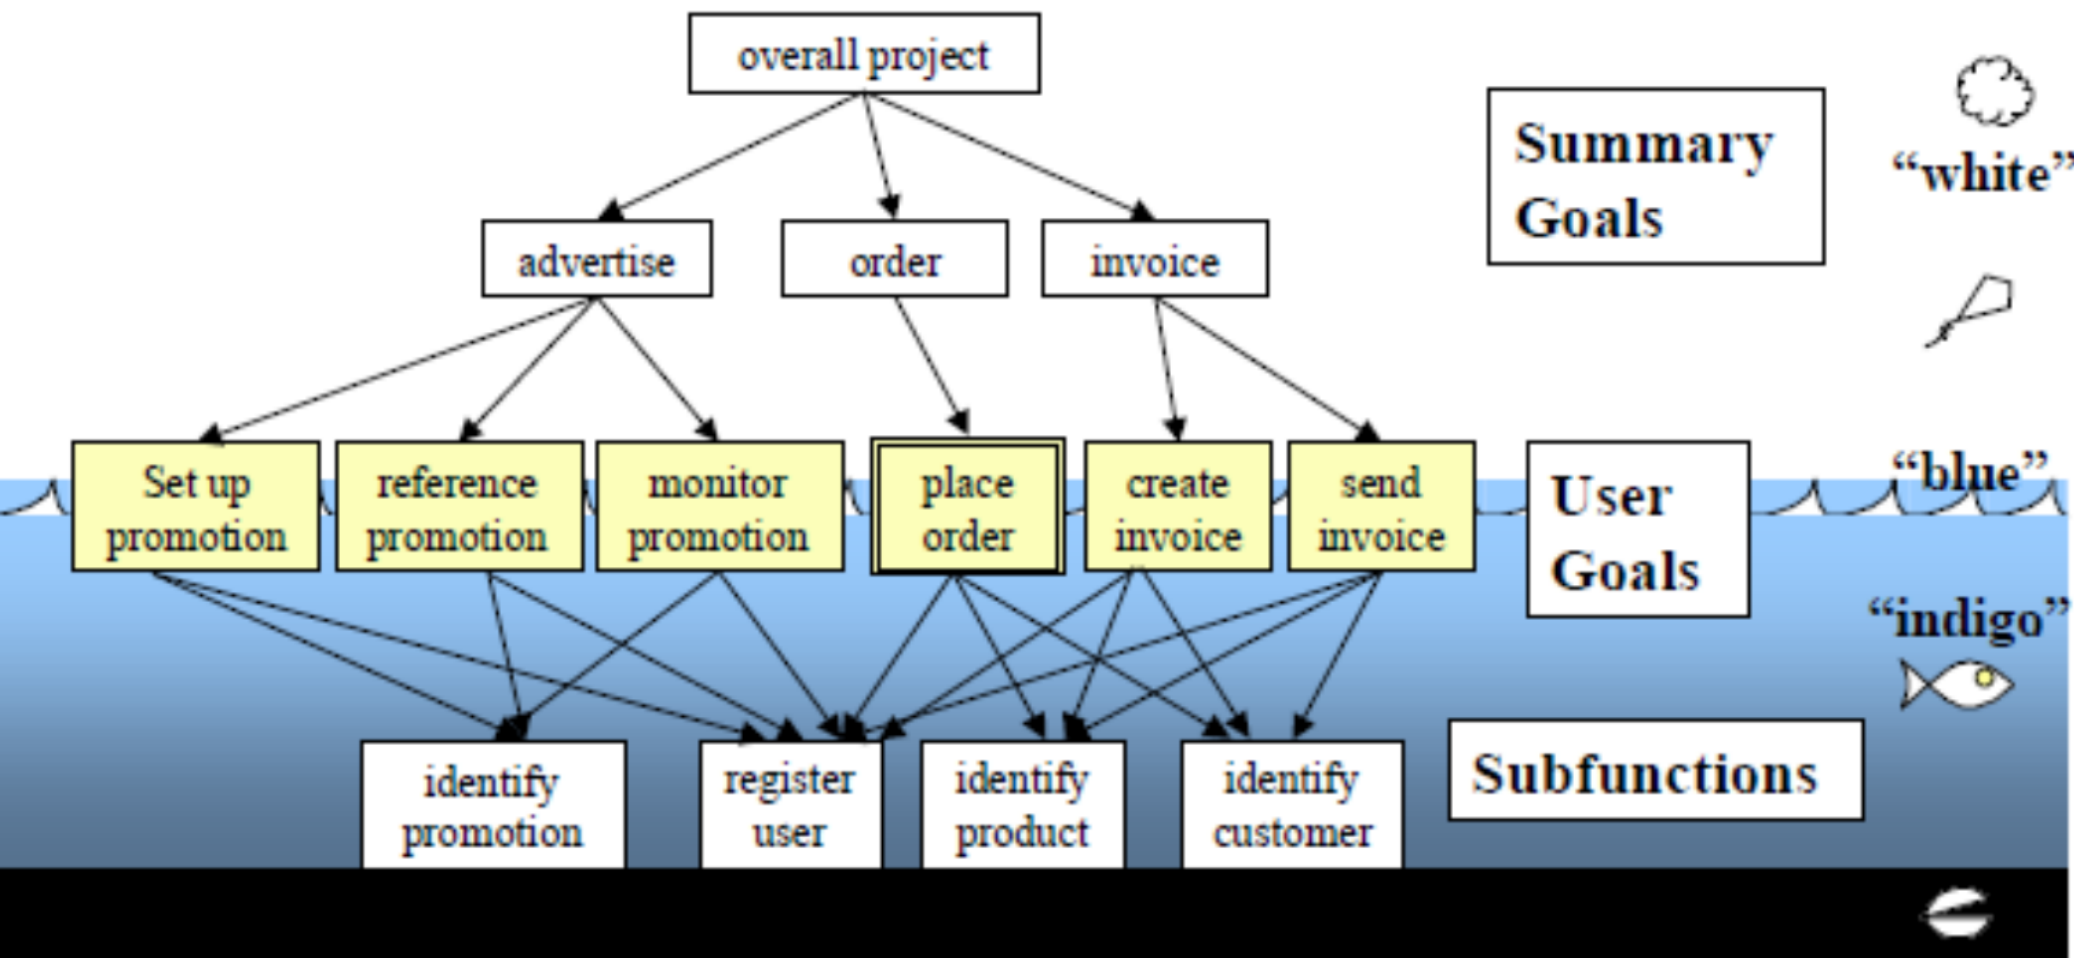 overall project
Summary
Goals
“white”
advertise
order
invoice
Set up
promotion
reference
promotion
monitor
promotion
place
order
create
invoice
send
invoice
User
Goals
“blue”
“indigo”
identify
promotion
register
user
identify
product
identify
customer
Subfunctions